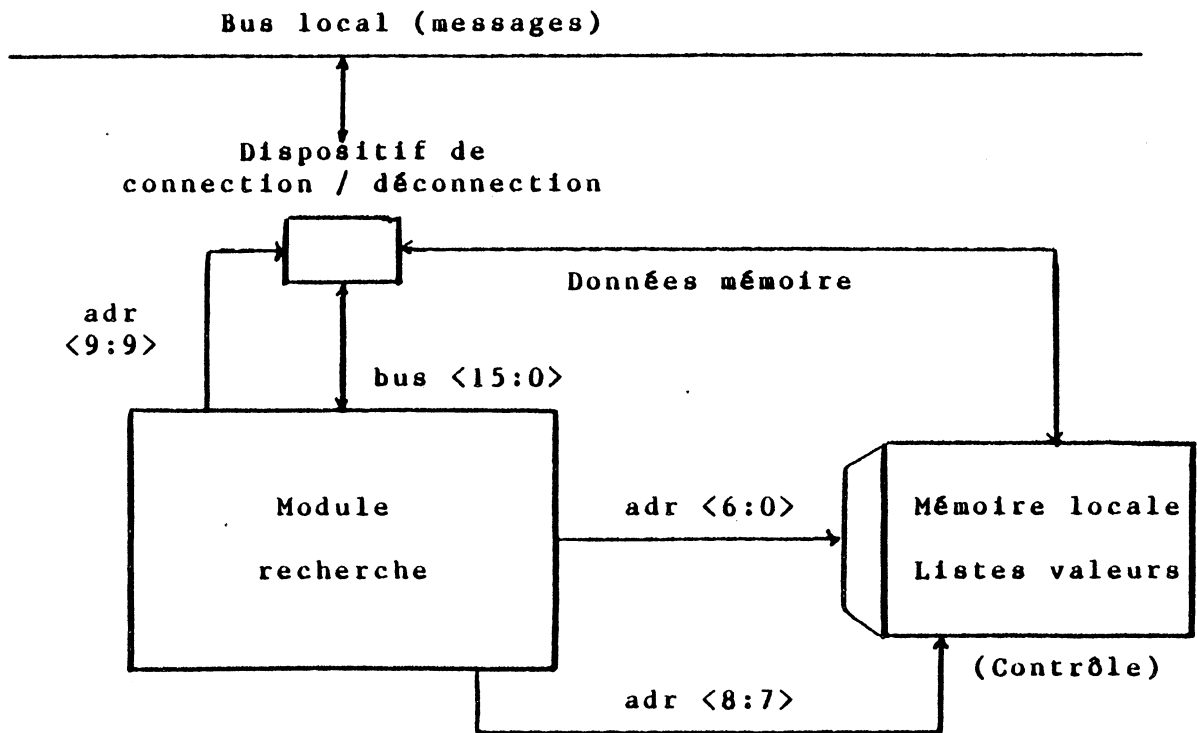 Bus local (messages)
Dispositif de
connection / déconnection
Données mémoire
adr
<9:9>
bus <15:0>
Module
recherche
adr <6:0>
Mémoire locale
Listes valeurs
(Contrôle)
adr <8:7>